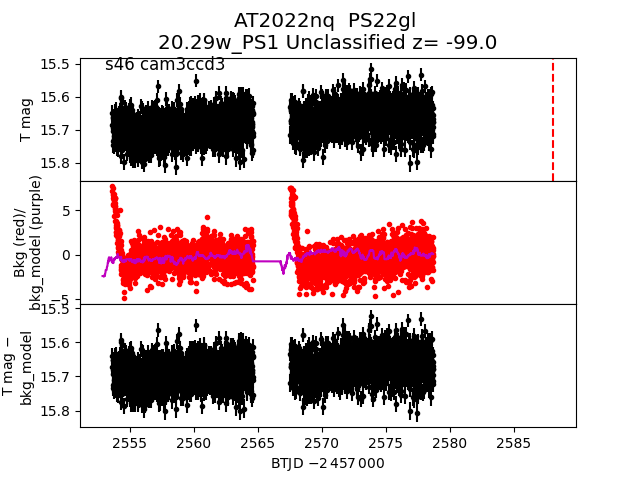 AT2022nq  PS22gl
20.29w_PS1 Unclassified z= -99.0
s46 cam3ccd3
15.5
15.6
15.7
15.8
T mag
5
0
−5
Bkg (red)/
bkg_model (purple)
15.5
15.6
15.7
15.8
T mag −
bkg_model
2555 2560 2565 2570 2575 2580 2585
BTJD −2 457 000